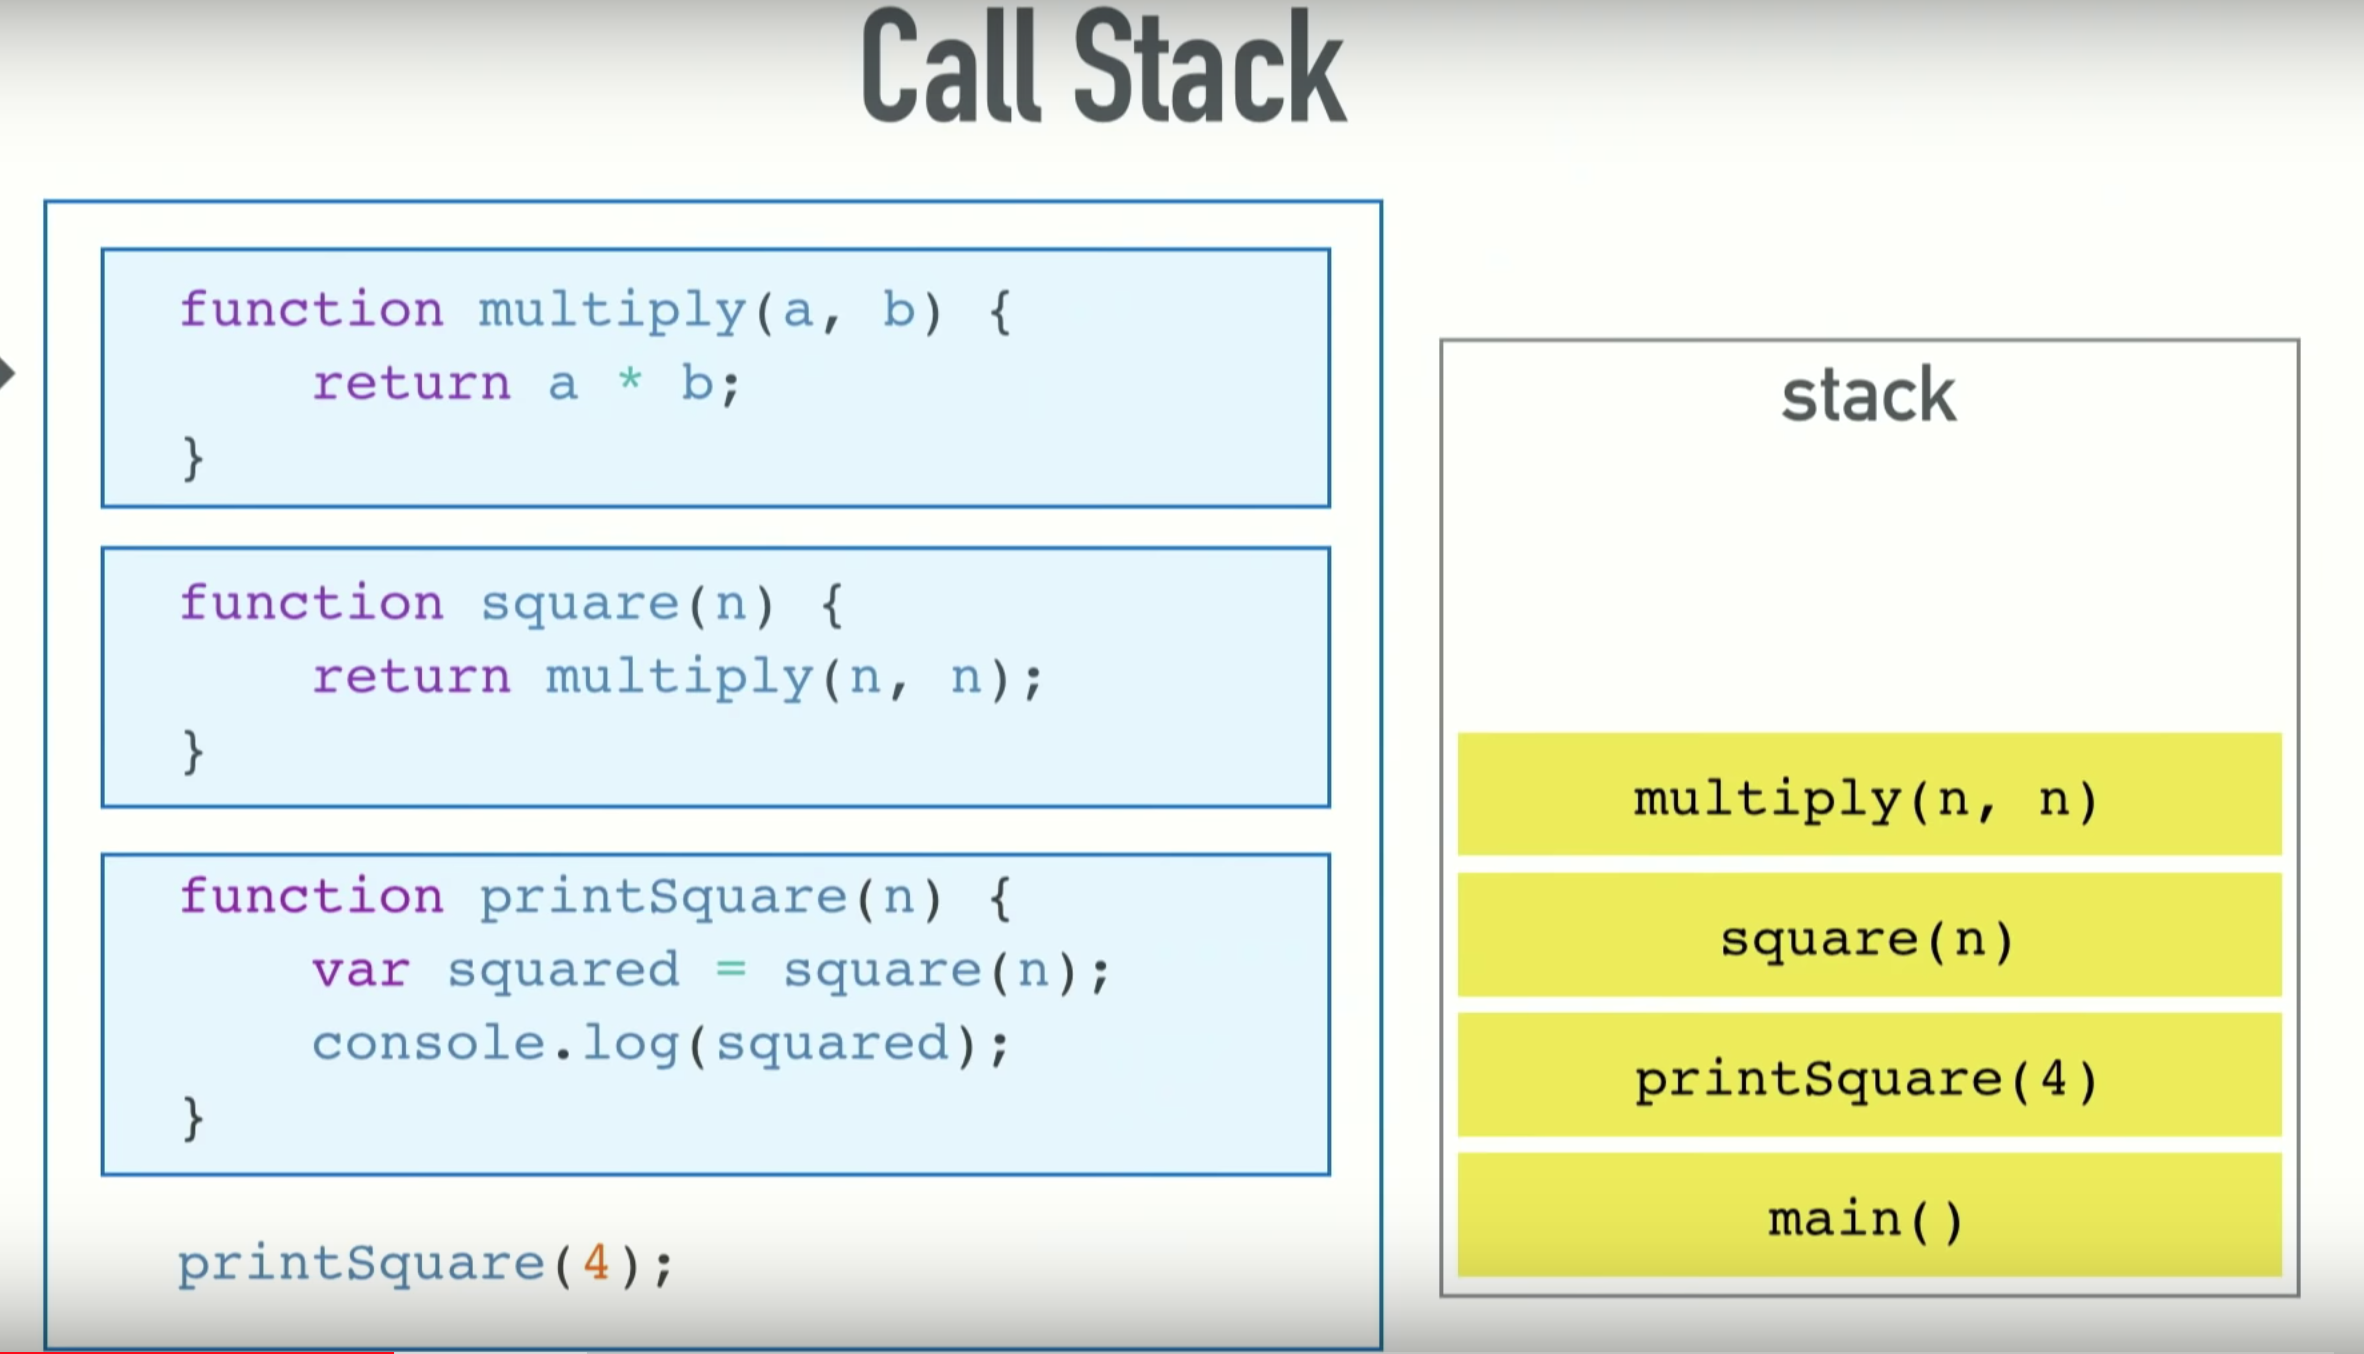 Call Stack
function multiply(a, b) {
    return a * b;
}
function square(n) {
    return multiply(n, n);
}
function printSquare(n) {
    var squared = square(n);
    console.log(squared);
}
printSquare(4);
stack
multiply(n, n)
square(n)
printSquare(4)
main()